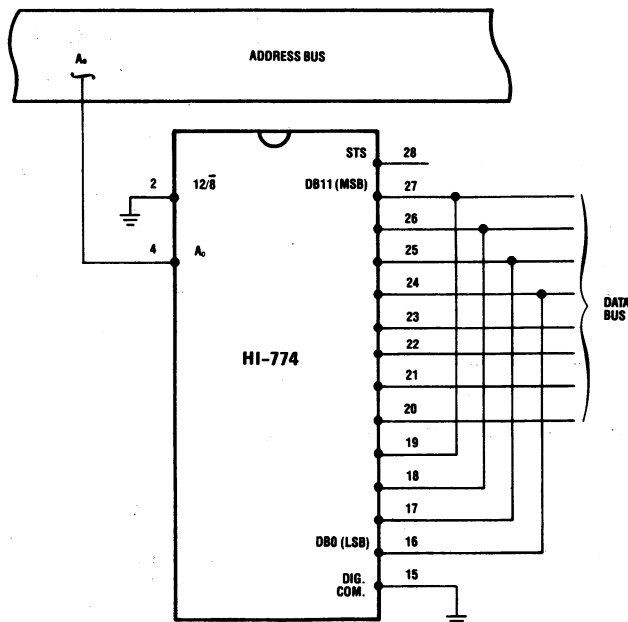 A₀
ADDRESS BUS
STS
28
2
12/8̅
DB11 (MSB)
27
26
4
A₀
25
24
DATA
BUS
23
22
HI-774
21
20
19
18
17
DB0 (LSB)
16
DIG.
COM.
15